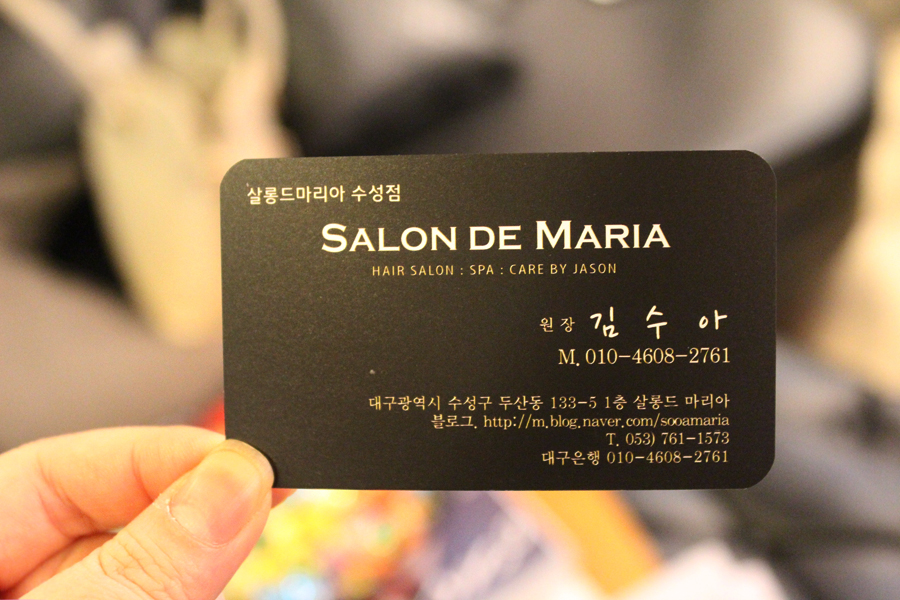 살롱드마리아 수성점
SALON DE MARIA
HAIR SALON : SPA : CARE BY JASON
원장 김 수 아
M. 010-4608-2761
대구광역시 수성구 두산동 133-5 1층 살롱드 마리아
블로그. http://m.blog.naver.com/sooamaria
T. 053) 761-1573
대구은행 010-4608-2761